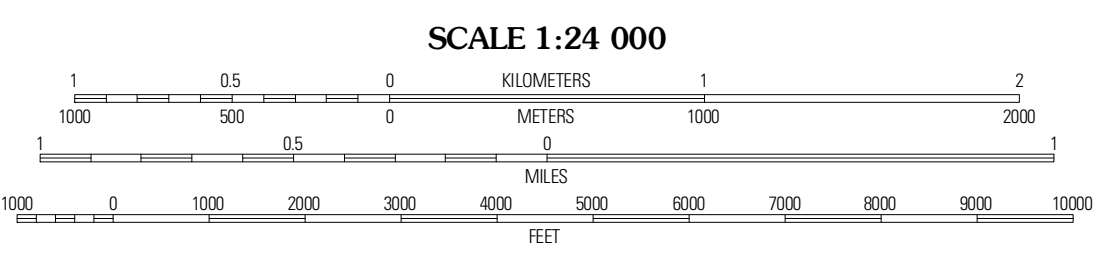 SCALE 1:24 000
1 0.5 0 KILOMETERS 1 2
1000 500 0 METERS 1000 2000
1 0.5 0 1
MILES
1000 0 1000 2000 3000 4000 5000 6000 7000 8000 9000 10000
FEET